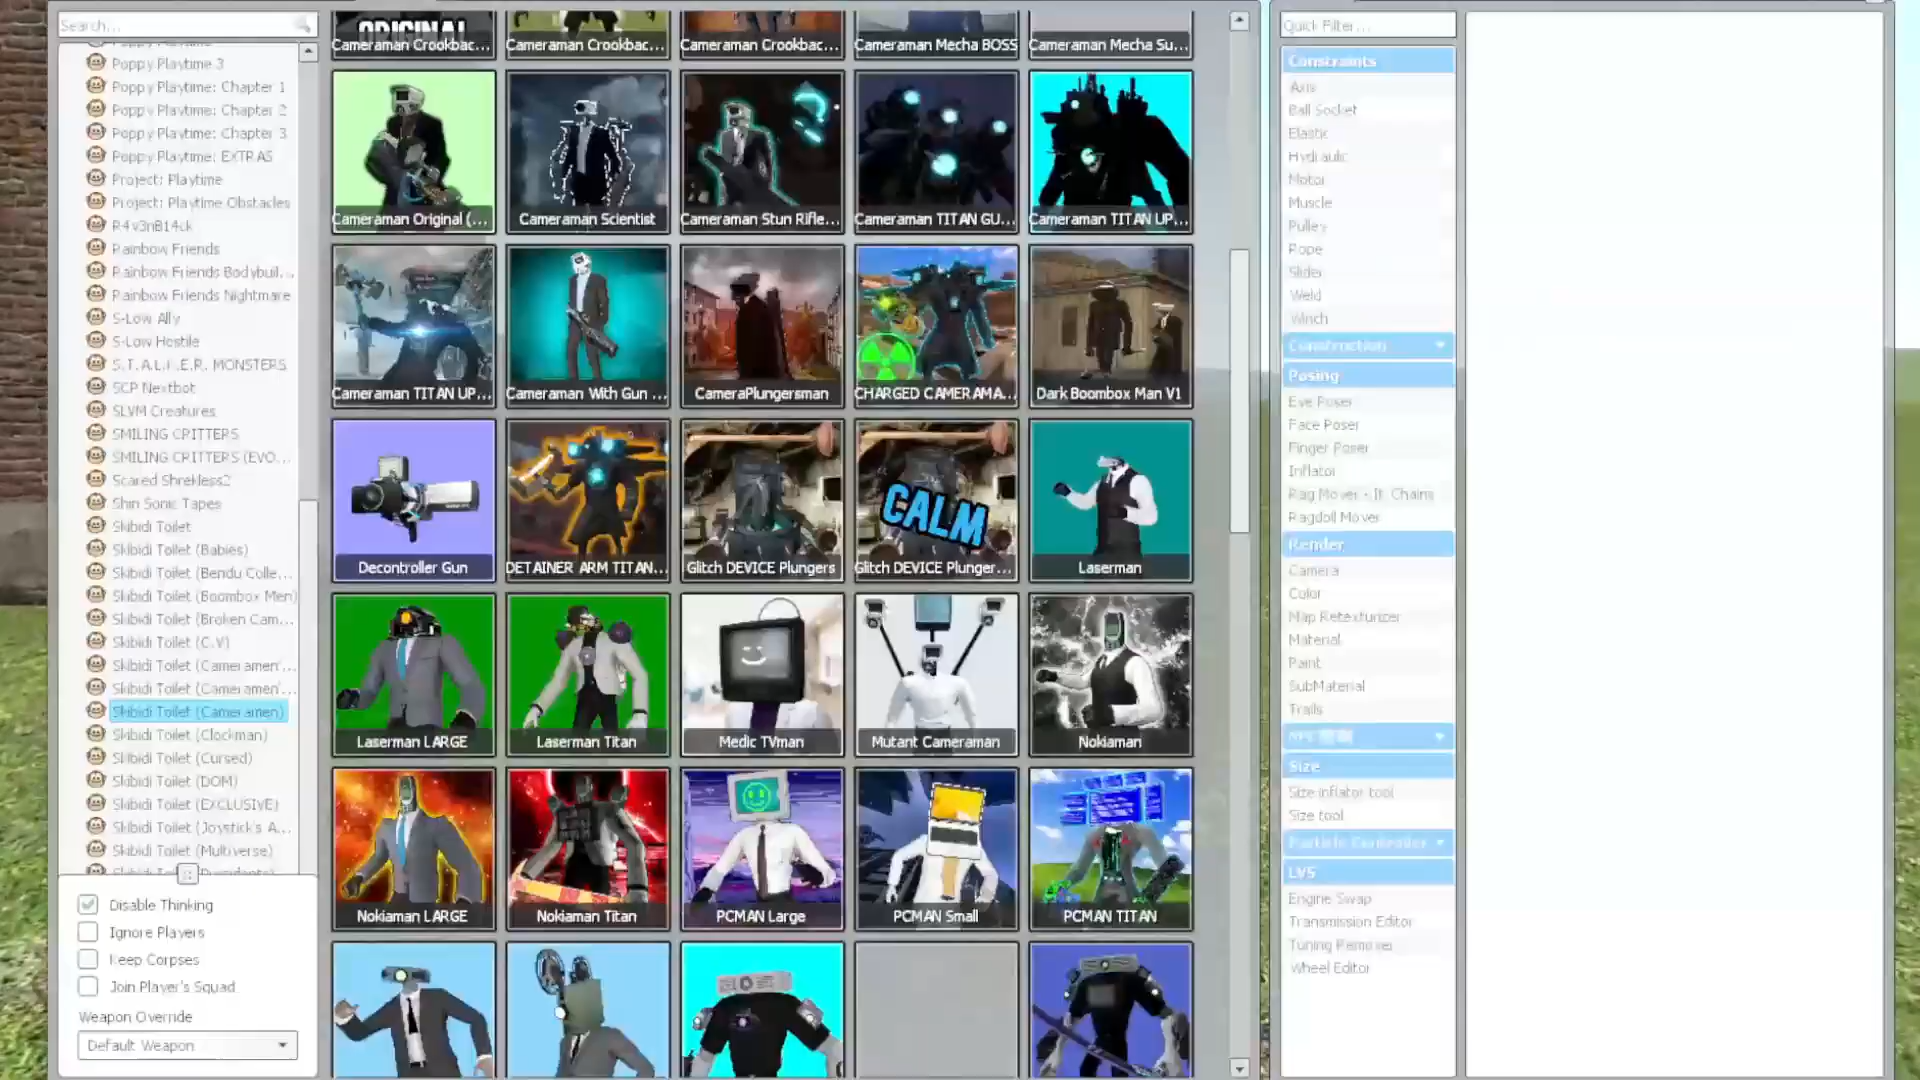 Search...
Poppy Playtime
Poppy Playtime 3
Poppy Playtime: Chapter 1
Poppy Playtime: Chapter 2
Poppy Playtime: Chapter 3
Poppy Playtime: EXTRAS
Project: Playtime
Project: Playtime Obstacles
R4v3nB14ck
Rainbow Friends
Rainbow Friends Bodybuil...
Rainbow Friends Nightmare
S-Low Ally
S-Low Hostile
S.T.A.L.K.E.R. MONSTERS
SCP Nextbot
SLVM Creatures
SMILING CRITTERS
SMILING CRITTERS (EVO...
Scared Shrekless2
Shin Sonic Tapes
Skibidi Toilet
Skibidi Toilet (Babies)
Skibidi Toilet (Bendu Colle...
Skibidi Toilet (Boombox Men)
Skibidi Toilet (Broken Cam...
Skibidi Toilet (C.V)
Skibidi Toilet (Cameramen'...
Skibidi Toilet (Cameramen'...
Skibidi Toilet (Cameramen)
Skibidi Toilet (Clockman)
Skibidi Toilet (Cursed)
Skibidi Toilet (DOM)
Skibidi Toilet (EXCLUSIVE)
Skibidi Toilet (Joystick's A...
Skibidi Toilet (Multiverse)
Disable Thinking
Ignore Players
Keep Corpses
Join Player's Squad
Weapon Override
Default Weapon
ORIGINAL
Cameraman Crookbac...
Cameraman Crookbac...
Cameraman Crookbac...
Cameraman Mecha BOSS
Cameraman Mecha Su...
Cameraman Original (...
Cameraman Scientist
Cameraman Stun Rifle...
Cameraman TITAN GU...
Cameraman TITAN UP...
Cameraman TITAN UP...
Cameraman With Gun ...
CameraPlungersman
CHARGED CAMERAMA...
Dark Boombox Man V1
Decontroller Gun
DETAINER ARM TITAN...
Glitch DEVICE Plungers
CALM
Glitch DEVICE Plunger...
Laserman
Laserman LARGE
Laserman Titan
Medic TVman
Mutant Cameraman
Nokiaman
Nokiaman LARGE
Nokiaman Titan
PCMAN Large
PCMAN Small
PCMAN TITAN
Quick Filter...
Constraints
Axis
Ball Socket
Elastic
Hydraulic
Motor
Muscle
Pulley
Rope
Slider
Weld
Winch
Construction
Posing
Eye Poser
Face Poser
Finger Poser
Inflator
Rag Mover - IK Chains
Ragdoll Mover
Render
Camera
Color
Map Retexturizer
Material
Paint
SubMaterial
Trails
Size
Size inflator tool
Size tool
Particle Controller
LVS
Engine Swap
Transmission Editor
Tuning Remover
Wheel Editor